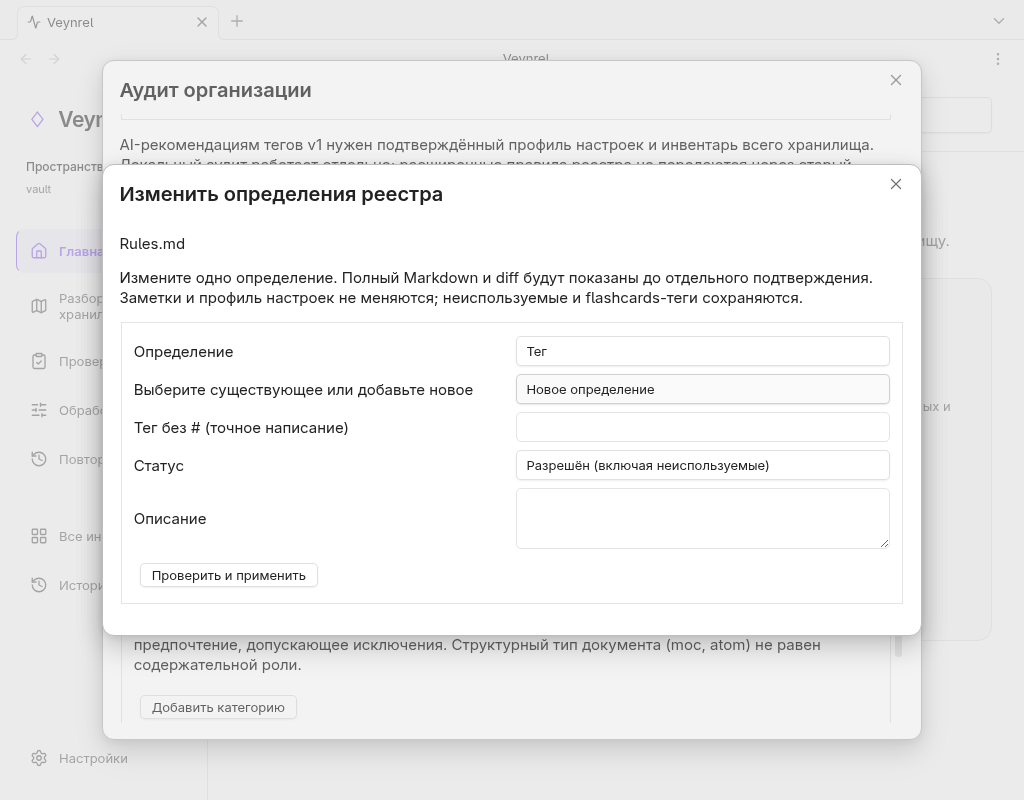 Veynrel
Veynrel
Аудит организации
Veyn
Пространств
AI-рекомендациям тегов v1 нужен подтверждённый профиль настроек и инвентарь всего хранилища.
vault
Изменить определения реестра
Rules.md
Главна
Измените одно определение. Полный Markdown и diff будут показаны до отдельного подтверждения.
Заметки и профиль настроек не меняются; неиспользуемые и flashcards-теги сохраняются.
Определение
Тег
Выберите существующее или добавьте новое
Новое определение
Тег без # (точное написание)
Статус
Разрешён (включая неиспользуемые)
Описание
Проверить и применить
Разбор
хранил
Провер
Обрабо
ых и
Повтор
Все ин
Истори
предпочтение, допускающее исключения. Структурный тип документа (moc, atom) не равен
содержательной роли.
Добавить категорию
Настройки